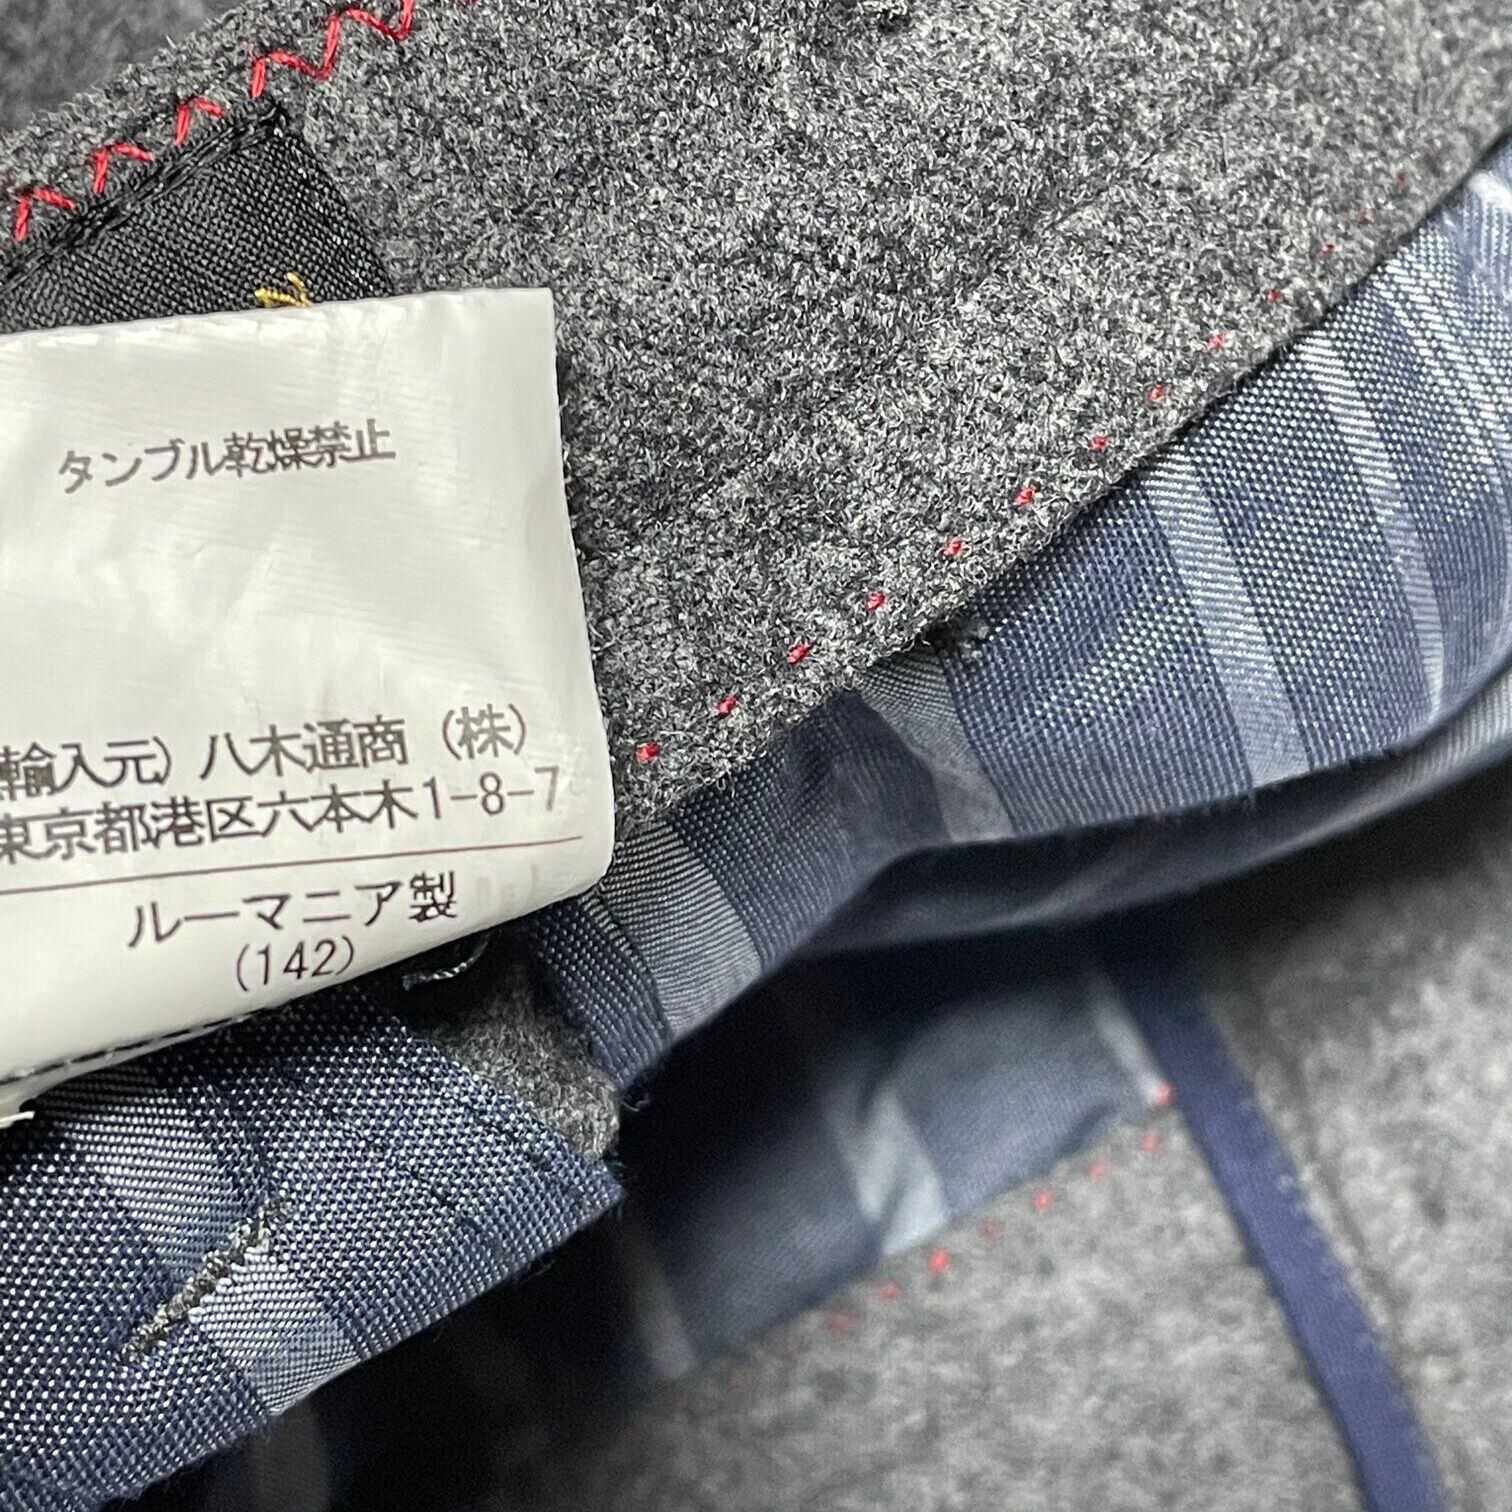 タンブル乾燥禁止
輸入元) 八木通商 (株)
東京都港区六本木1-8-7
ルーマニア製
(142)